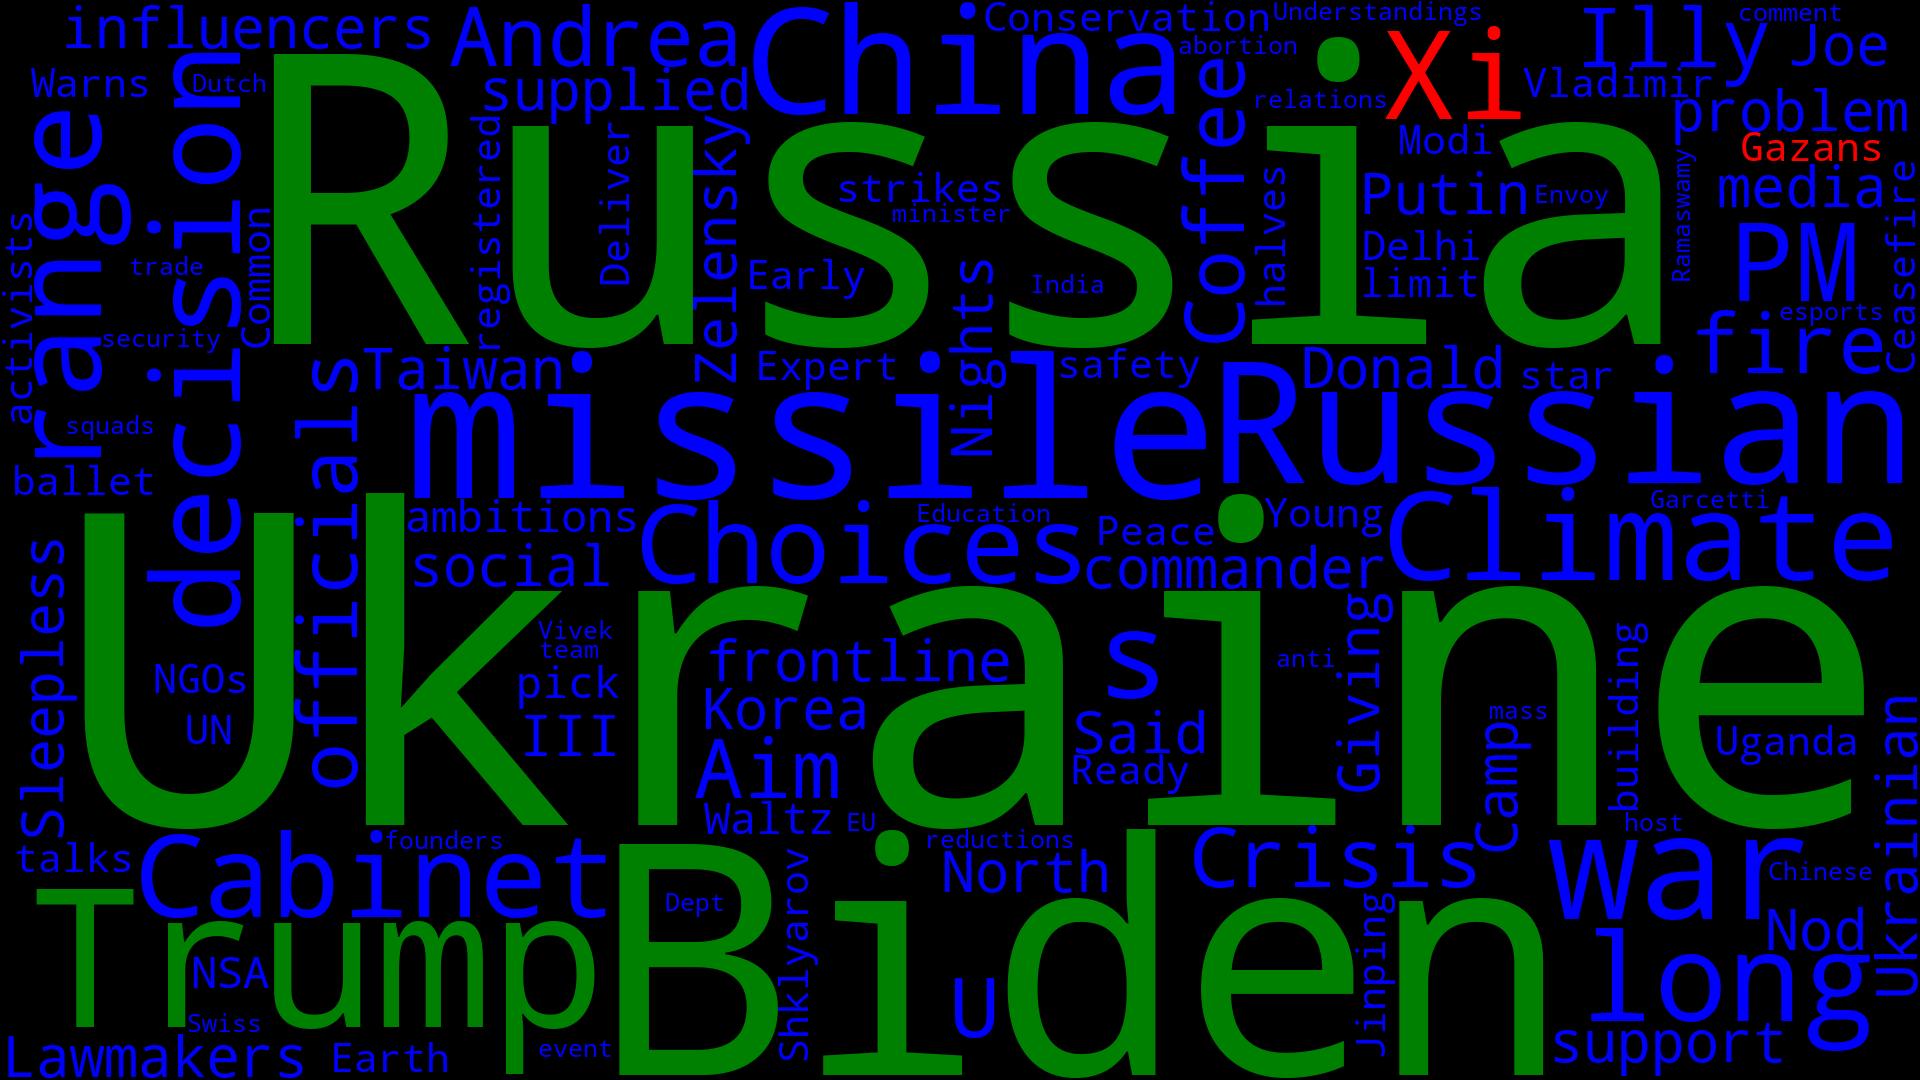 influencers
Andrea
China
Conservation
Understandings
comment
Illy
Joe
Xi
abortion
Warns
Dutch
supplied
Vladimir
relations
problem
range
decision
Russia
Coffee
Modi
Gazans
registered
Deliver
zelensky
strikes
minister
halves
Putin
Envoy
Ramaswamy
media
Ceasefire
activists
Common
trade
Early
India
Nights
Delhi
limit
PM
esports
security
fire
officials
Taiwan
Expert
safety
Donald
star
missile
Russian
squads
ballet
ambitions
Choices
Education
Peace
Young
Climate
Garcetti
social
commander
Sleepless
Ukraine
Vivek
team
frontline
s
anti
Giving
building
NGOs
pick
UN
III
Korea
Said
mass
Camp
Uganda
Ukrainian
Aim
Ready
Waltz
EU
host
talks
Cabinet
founders
reductions
North
Crisis
war
Chinese
Trump
Dept
Biden
Shklyarov
Jinping
Nod
NSA
U
long
Swiss
Lawmakers
Earth
event
support